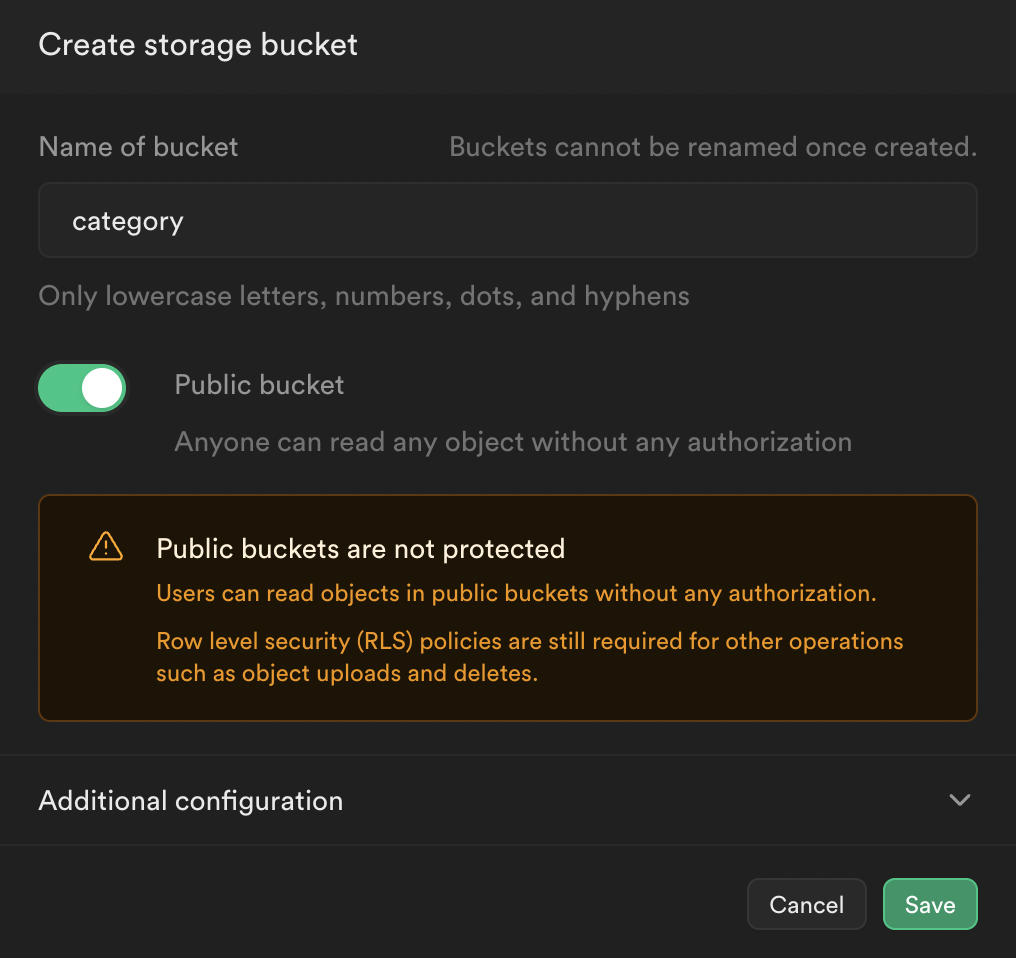 Create storage bucket
Name of bucket
Buckets cannot be renamed once created.
category
Only lowercase letters, numbers, dots, and hyphens
Public bucket
Anyone can read any object without any authorization
Public buckets are not protected
Users can read objects in public buckets without any authorization.
Row level security (RLS) policies are still required for other operations
such as object uploads and deletes.
Additional configuration
Cancel
Save